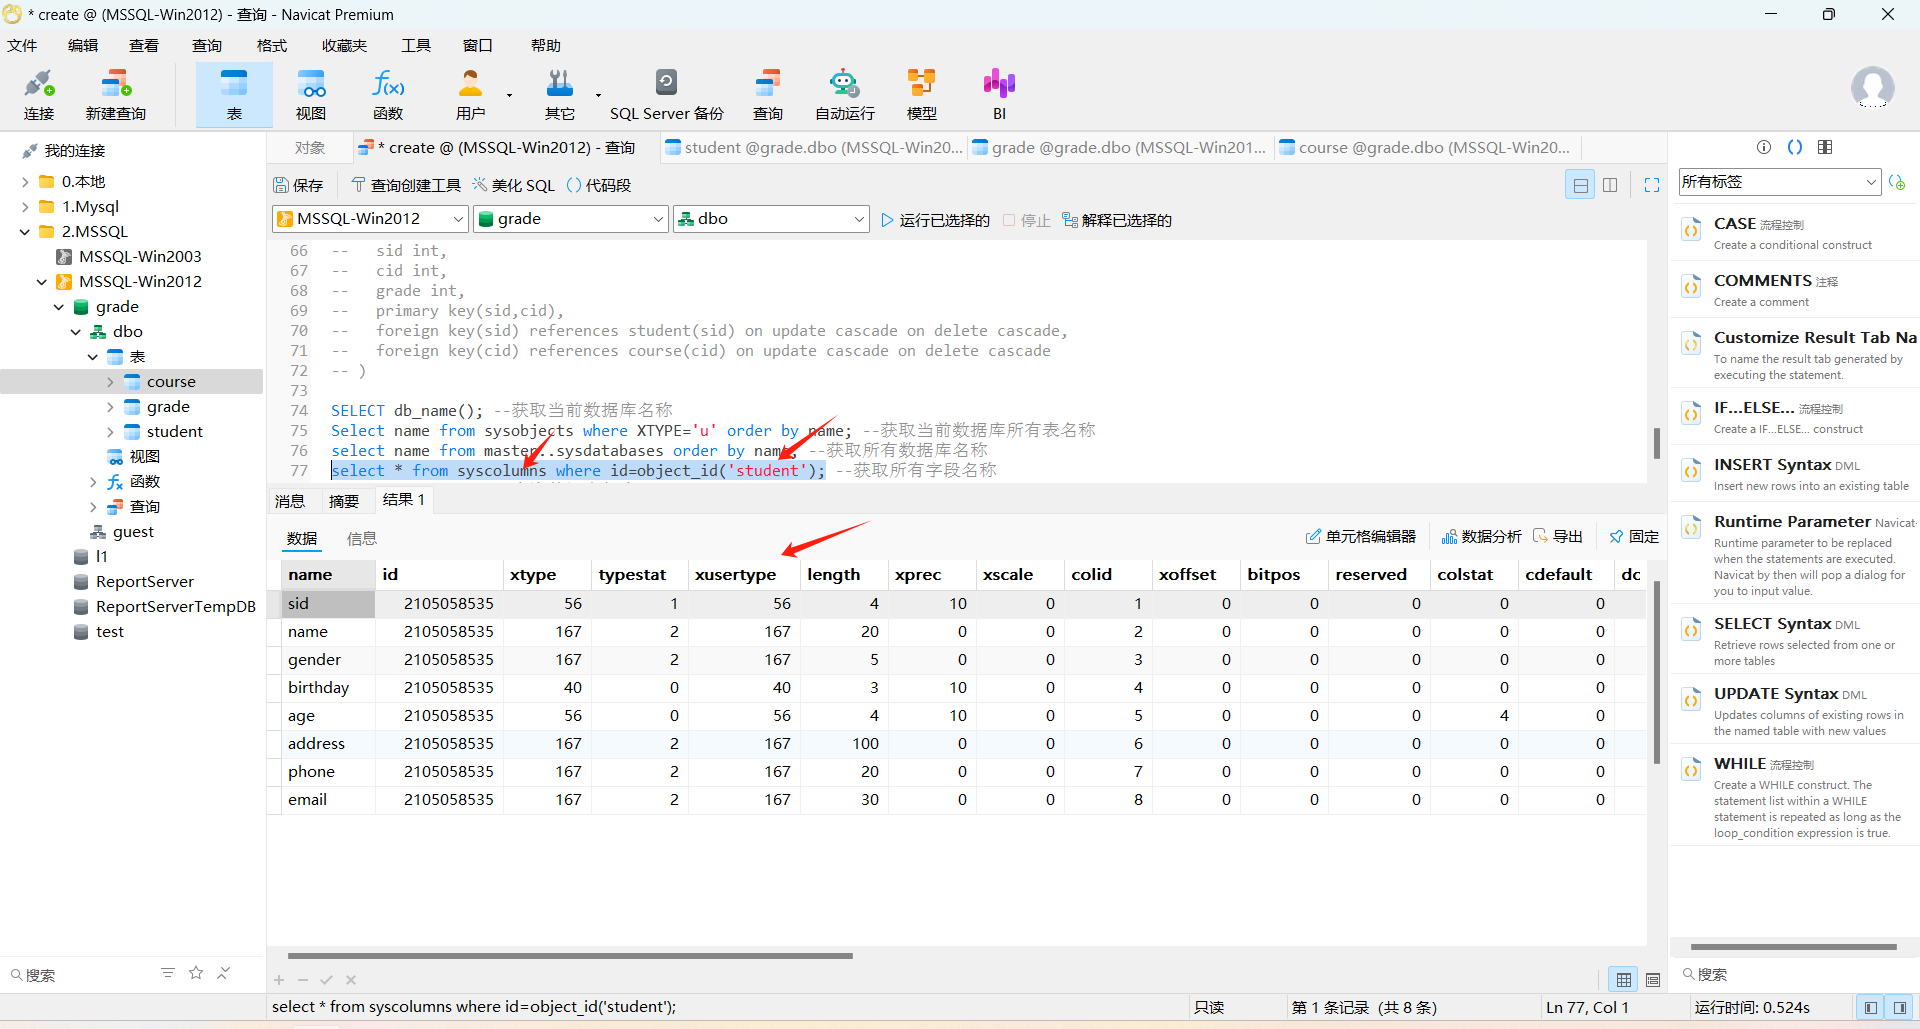 * create @ (MSSQL-Win2012) - 查询 - Navicat Premium
文件 编辑 查看 查询 格式 收藏夹 工具 窗口 帮助
连接 新建查询 表 视图 函数 用户 其它 SQL Server 备份 查询 自动运行 模型 BI
我的连接
0.本地
1.Mysql
2.MSSQL
MSSQL-Win2003
MSSQL-Win2012
grade
dbo
表
course
grade
student
视图
函数
查询
guest
l1
ReportServer
ReportServerTempDB
test
搜索
对象 * create @ (MSSQL-Win2012) - 查询 student @grade.dbo (MSSQL-Win20... grade @grade.dbo (MSSQL-Win201... course @grade.dbo (MSSQL-Win20...
保存 查询创建工具 美化 SQL 代码段
MSSQL-Win2012 grade dbo 运行已选择的 停止 解释已选择的
66 -- sid int,
67 -- cid int,
68 -- grade int,
69 -- primary key(sid,cid),
70 -- foreign key(sid) references student(sid) on update cascade on delete cascade,
71 -- foreign key(cid) references course(cid) on update cascade on delete cascade
72 -- )
73
74 SELECT db_name(); --获取当前数据库名称
75 Select name from sysobjects where XTYPE='u' order by name; --获取当前数据库所有表名称
76 select name from master..sysdatabases order by name; --获取所有数据库名称
77 select * from syscolumns where id=object_id('student'); --获取所有字段名称
消息 摘要 结果 1
数据 信息 单元格编辑器 数据分析 导出 固定
name id xtype typestat xusertype length xprec xscale colid xoffset bitpos reserved colstat cdefault dc
sid 2105058535 56 1 56 4 10 0 1 0 0 0 0 0
name 2105058535 167 2 167 20 0 0 2 0 0 0 0 0
gender 2105058535 167 2 167 5 0 0 3 0 0 0 0 0
birthday 2105058535 40 0 40 3 10 0 4 0 0 0 0 0
age 2105058535 56 0 56 4 10 0 5 0 0 0 4 0
address 2105058535 167 2 167 100 0 0 6 0 0 0 0 0
phone 2105058535 167 2 167 20 0 0 7 0 0 0 0 0
email 2105058535 167 2 167 30 0 0 8 0 0 0 0 0
select * from syscolumns where id=object_id('student'); 只读 第 1 条记录 (共 8 条) Ln 77, Col 1 运行时间: 0.524s
所有标签
CASE 流程控制
Create a conditional construct
COMMENTS 注释
Create a comment
Customize Result Tab Na
To name the result tab generated by
executing the statement.
IF...ELSE... 流程控制
Create a IF...ELSE... construct
INSERT Syntax DML
Insert new rows into an existing table
Runtime Parameter Navicat
Runtime parameter to be replaced
when the statements are executed.
Navicat by then will pop a dialog for
you to input value.
SELECT Syntax DML
Retrieve rows selected from one or
more tables
UPDATE Syntax DML
Updates columns of existing rows in
the named table with new values
WHILE 流程控制
Create a WHILE construct. The
statement list within a WHILE
statement is repeated as long as the
loop_condition expression is true.
搜索